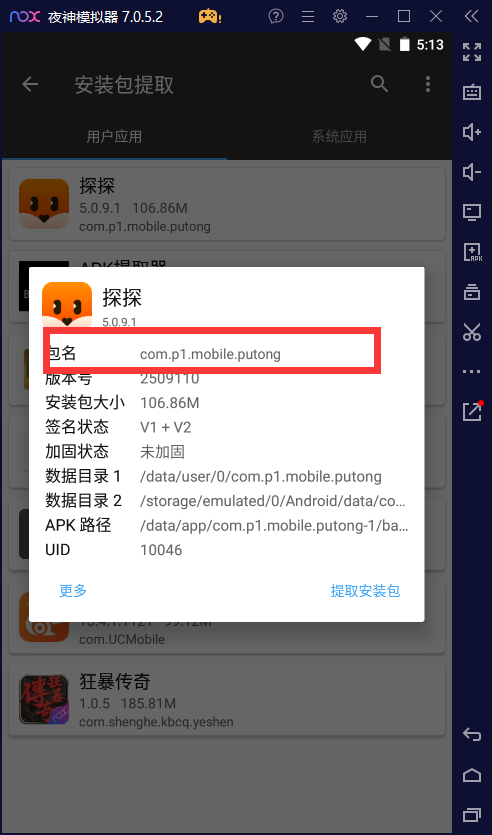 nox 夜神模拟器 7.0.5.2
5:13
安装包提取
用户应用 系统应用
探探
5.0.9.1 106.86M
com.p1.mobile.putong
APK提取器
探探
5.0.9.1
包名 com.p1.mobile.putong
版本号 2509110
安装包大小 106.86M
签名状态 V1 + V2
加固状态 未加固
数据目录 1 /data/user/0/com.p1.mobile.putong
数据目录 2 /storage/emulated/0/Android/data/co...
APK 路径 /data/app/com.p1.mobile.putong-1/ba...
UID 10046
更多 提取安装包
com.UCMobile
狂暴传奇
1.0.5 185.81M
com.shenghe.kbcq.yeshen